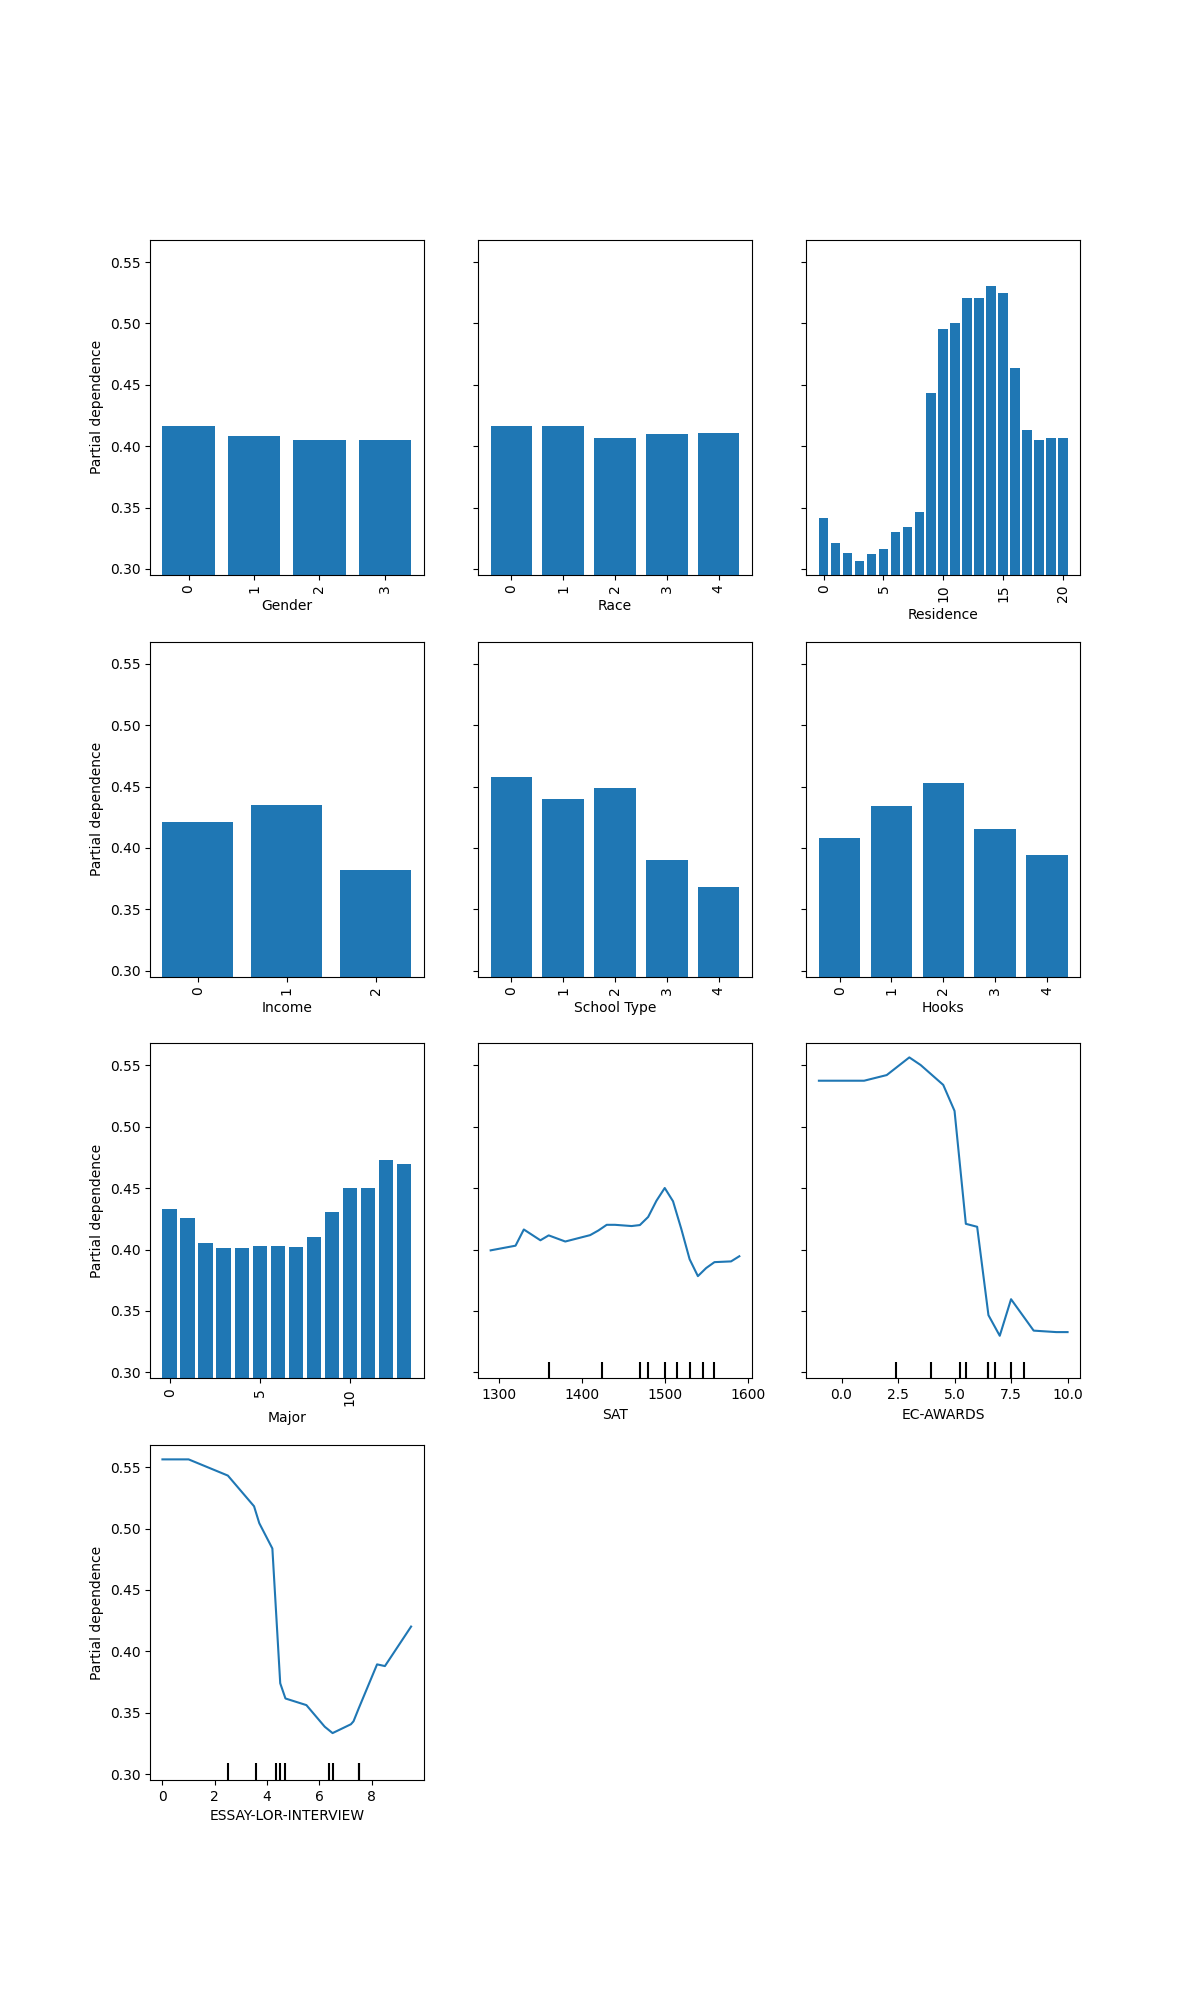 0.55
0.50
0.45
0.40
0.35
0.30
Partial dependence
0 1 2 3
Gender
0 1 2 3 4
Race
0 5 10 15 20
Residence
0.55
0.50
0.45
0.40
0.35
0.30
Partial dependence
0 1 2
Income
0 1 2 3 4
School Type
0 1 2 3 4
Hooks
0.55
0.50
0.45
0.40
0.35
0.30
Partial dependence
0 5 10
Major
1300 1400 1500 1600
SAT
0.0 2.5 5.0 7.5 10.0
EC-AWARDS
0.55
0.50
0.45
0.40
0.35
0.30
Partial dependence
0 2 4 6 8
ESSAY-LOR-INTERVIEW